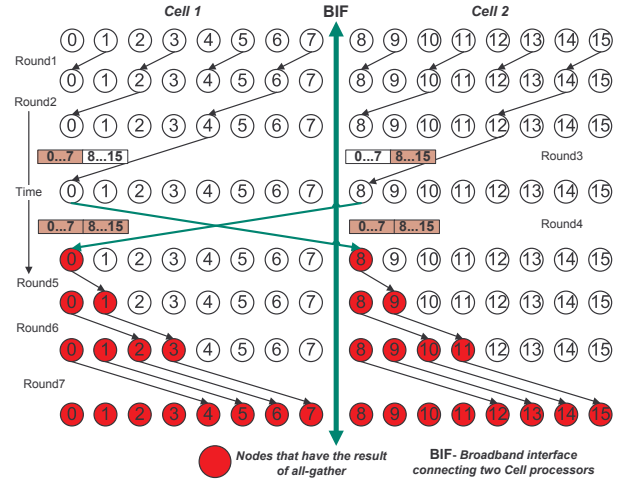 Cell 1 BIF Cell 2
0 1 2 3 4 5 6 7 8 9 10 11 12 13 14 15
Round1
0 1 2 3 4 5 6 7 8 9 10 11 12 13 14 15
Round2
0 1 2 3 4 5 6 7 8 9 10 11 12 13 14 15
0...7 8...15 0...7 8...15 Round3
Time
0 1 2 3 4 5 6 7 8 9 10 11 12 13 14 15
0...7 8...15 0...7 8...15 Round4
0 1 2 3 4 5 6 7 8 9 10 11 12 13 14 15
Round5
0 1 2 3 4 5 6 7 8 9 10 11 12 13 14 15
Round6
0 1 2 3 4 5 6 7 8 9 10 11 12 13 14 15
Round7
0 1 2 3 4 5 6 7 8 9 10 11 12 13 14 15
Nodes that have the result
of all-gather
BIF- Broadband interface
connecting two Cell processors